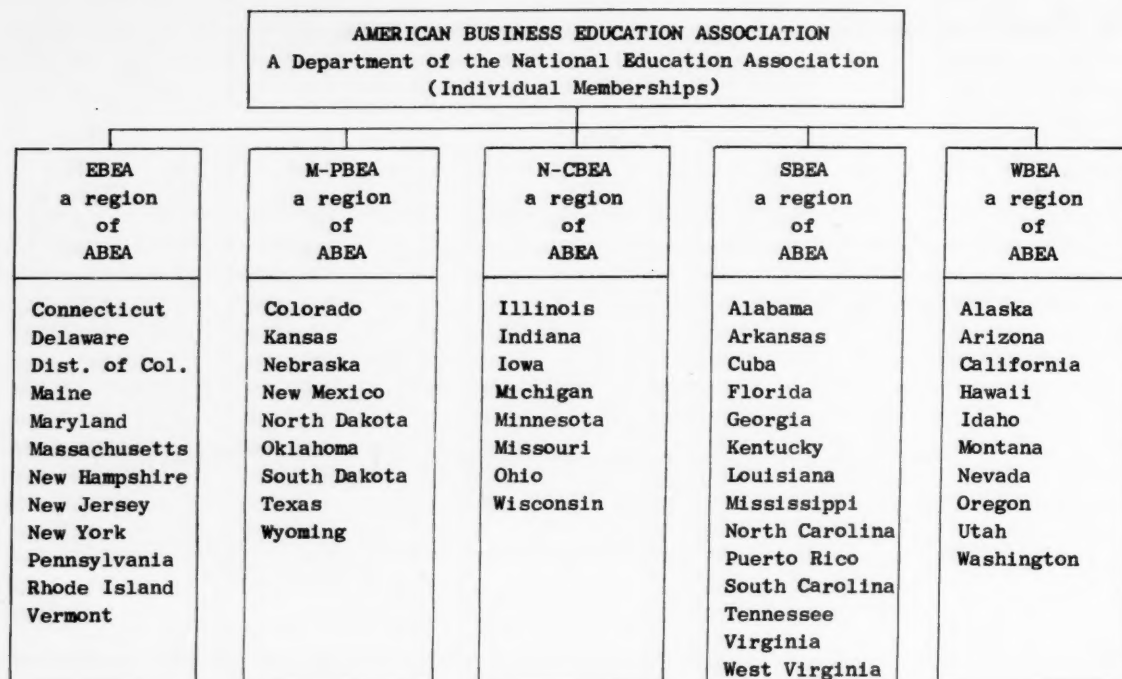 AMERICAN BUSINESS EDUCATION ASSOCIATION
A Department of the National Education Association
(Individual Memberships)
EBEA
a region
of
ABEA
Connecticut
Delaware
Dist. of Col.
Maine
Maryland
Massachusetts
New Hampshire
New Jersey
New York
Pennsylvania
Rhode Island
Vermont
M-PBEA
a region
of
ABEA
Colorado
Kansas
Nebraska
New Mexico
North Dakota
Oklahoma
South Dakota
Texas
Wyoming
N-CBEA
a region
of
ABEA
Illinois
Indiana
Iowa
Michigan
Minnesota
Missouri
Ohio
Wisconsin
SBEA
a region
of
ABEA
Alabama
Arkansas
Cuba
Florida
Georgia
Kentucky
Louisiana
Mississippi
North Carolina
Puerto Rico
South Carolina
Tennessee
Virginia
West Virginia
WBEA
a region
of
ABEA
Alaska
Arizona
California
Hawaii
Idaho
Montana
Nevada
Oregon
Utah
Washington